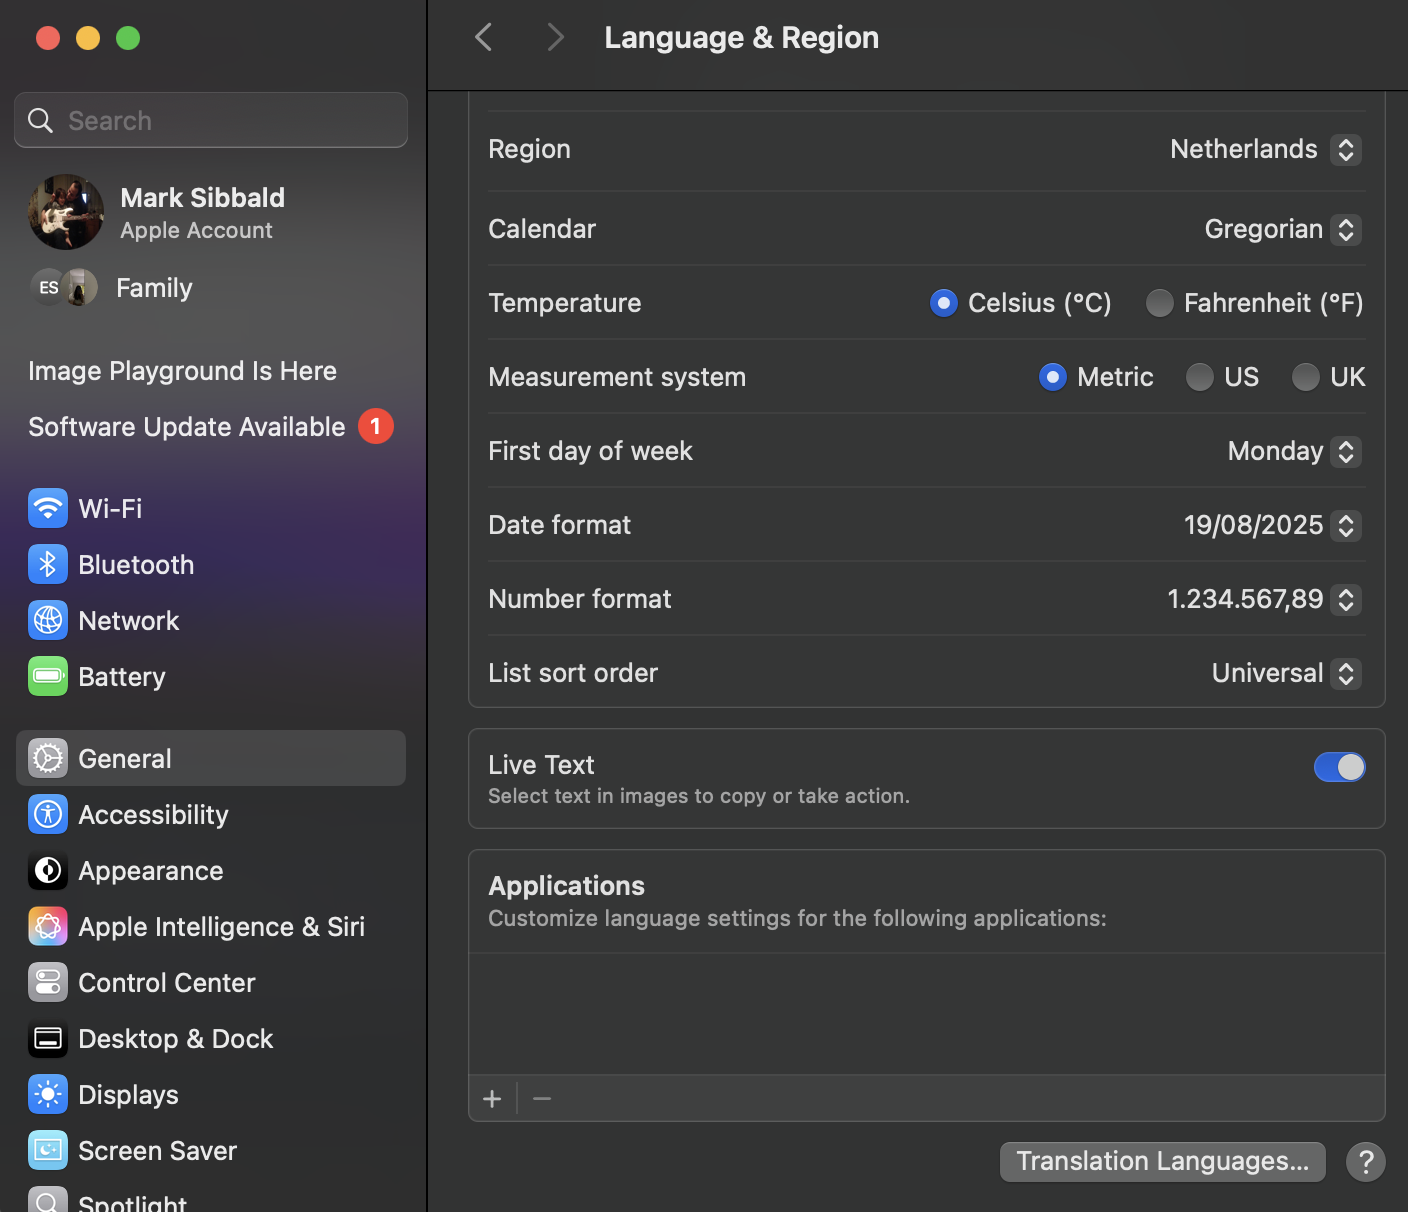 Language & Region
Search
Mark Sibbald
Apple Account
ES
Family
Image Playground Is Here
Software Update Available 1
Wi-Fi
Bluetooth
Network
Battery
General
Accessibility
Appearance
Apple Intelligence & Siri
Control Center
Desktop & Dock
Displays
Screen Saver
Spotlight
Region Netherlands
Calendar Gregorian
Temperature Celsius (°C) Fahrenheit (°F)
Measurement system Metric US UK
First day of week Monday
Date format 19/08/2025
Number format 1.234.567,89
List sort order Universal
Live Text
Select text in images to copy or take action.
Applications
Customize language settings for the following applications:
+ −
Translation Languages... ?